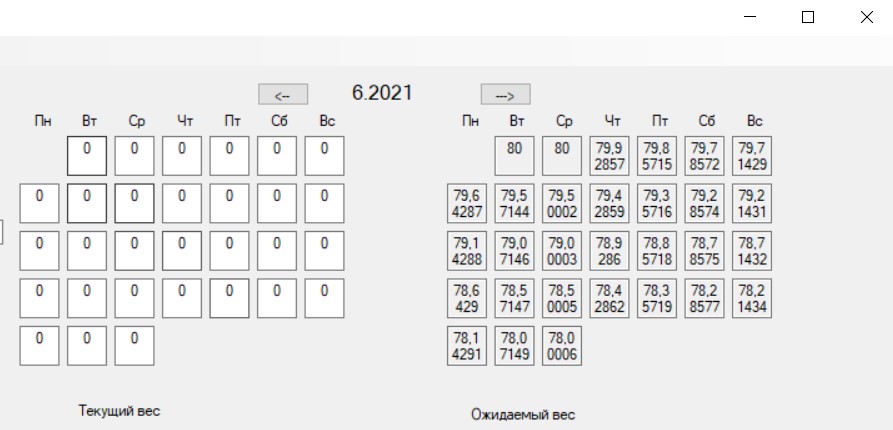 <-- 6.2021 --->
Пн Вт Ср Чт Пт Сб Вс Пн Вт Ср Чт Пт Сб Вс
0 0 0 0 0 0 80 80 79,9 79,8 79,7 79,7
2857 5715 8572 1429
0 0 0 0 0 0 0 79,6 79,5 79,5 79,4 79,3 79,2 79,2
4287 7144 0002 2859 5716 8574 1431
0 0 0 0 0 0 0 79,1 79,0 79,0 78,9 78,8 78,7 78,7
4288 7146 0003 286 5718 8575 1432
0 0 0 0 0 0 0 78,6 78,5 78,5 78,4 78,3 78,2 78,2
429 7147 0005 2862 5719 8577 1434
0 0 0 78,1 78,0 78,0
4291 7149 0006
Текущий вес Ожидаемый вес